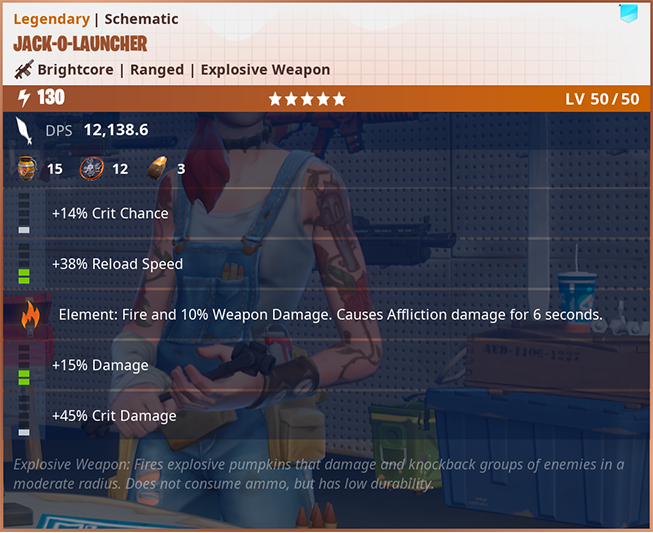 Legendary | Schematic
JACK-O-LAUNCHER
Brightcore | Ranged | Explosive Weapon
130 LV 50 / 50
DPS 12,138.6
15 12 3
+14% Crit Chance
+38% Reload Speed
Element: Fire and 10% Weapon Damage. Causes Affliction damage for 6 seconds.
+15% Damage
+45% Crit Damage
AED-1106-1227
Explosive Weapon: Fires explosive pumpkins that damage and knockback groups of enemies in a
moderate radius. Does not consume ammo, but has low durability.